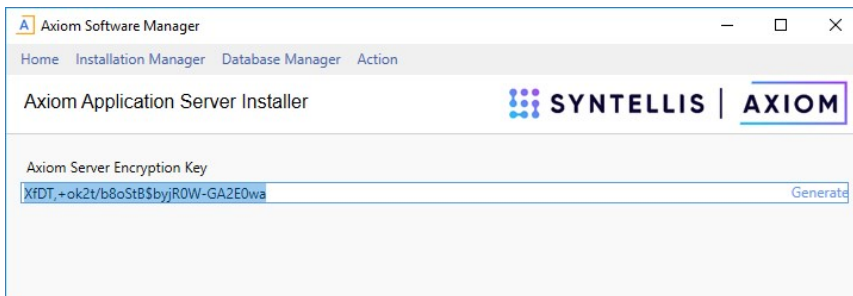 A Axiom Software Manager
Home Installation Manager Database Manager Action
Axiom Application Server Installer SYNTELLIS | AXIOM
Axiom Server Encryption Key
XfDT,+ok2t/b8oStB$byjR0W-GA2E0wa Generate